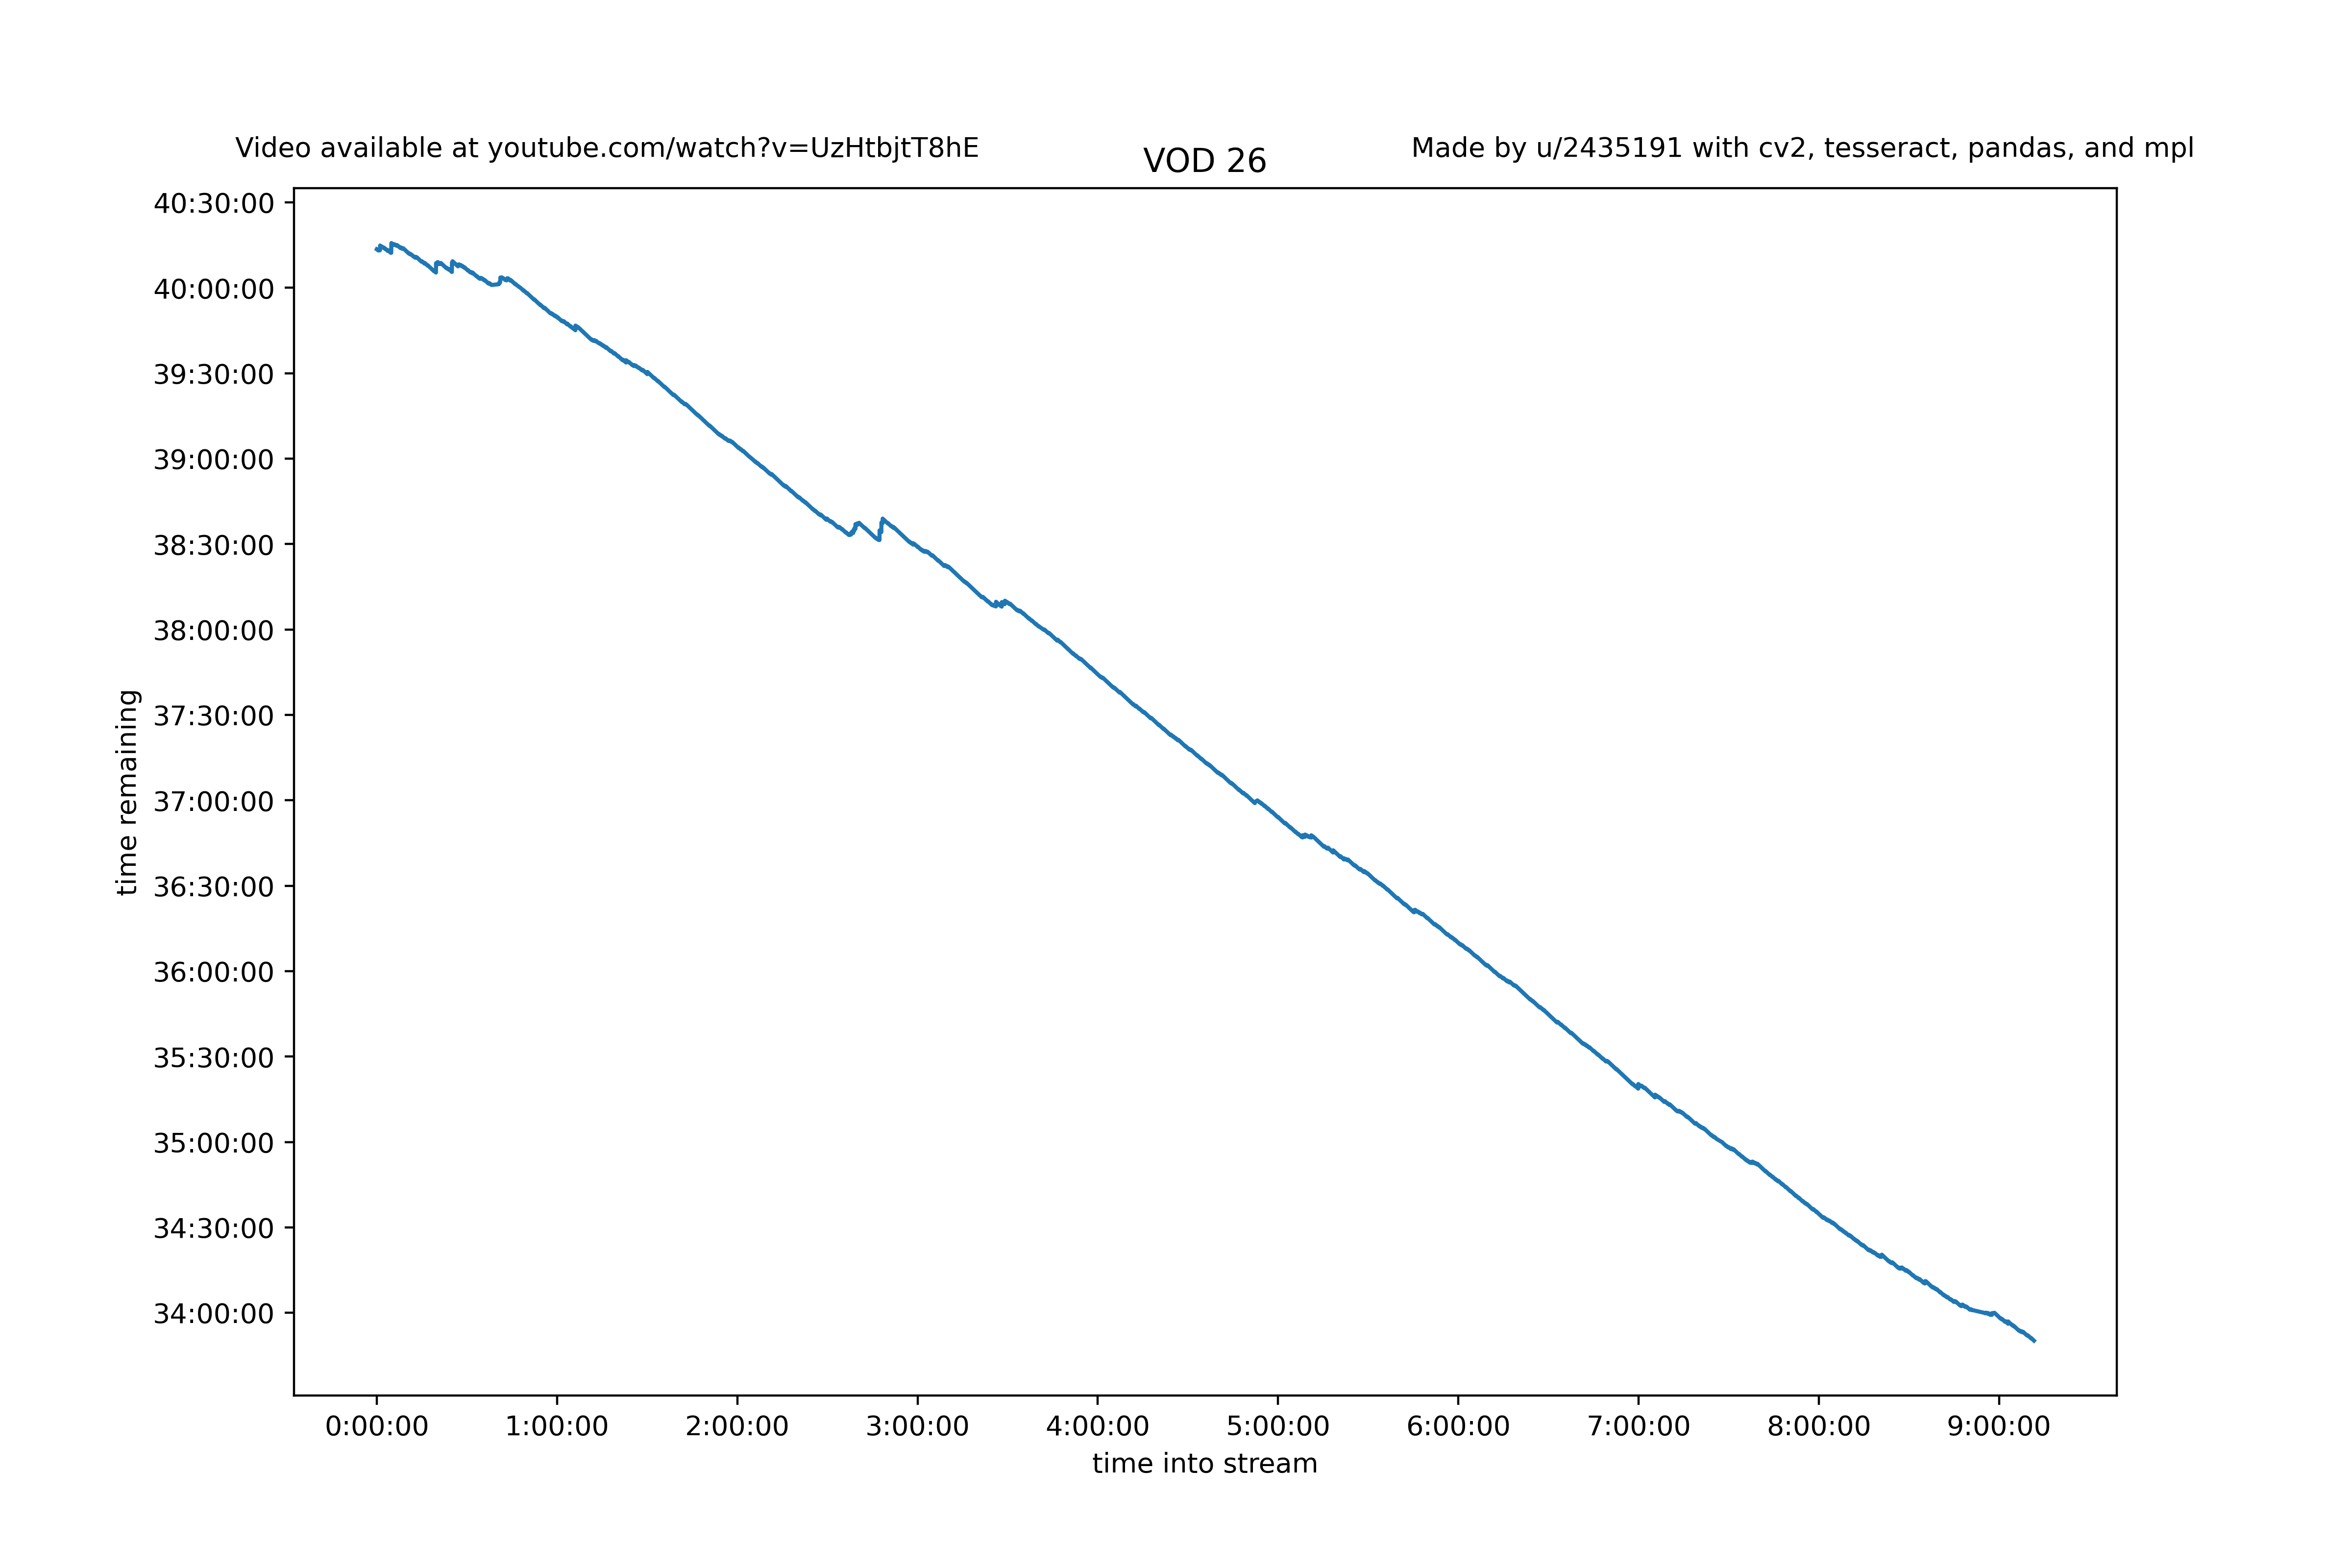 Video available at youtube.com/watch?v=UzHtbjtT8hE
VOD 26
Made by u/2435191 with cv2, tesseract, pandas, and mpl
40:30:00
40:00:00
39:30:00
39:00:00
38:30:00
38:00:00
37:30:00
37:00:00
36:30:00
36:00:00
35:30:00
35:00:00
34:30:00
34:00:00
time remaining
0:00:00 1:00:00 2:00:00 3:00:00 4:00:00 5:00:00 6:00:00 7:00:00 8:00:00 9:00:00
time into stream